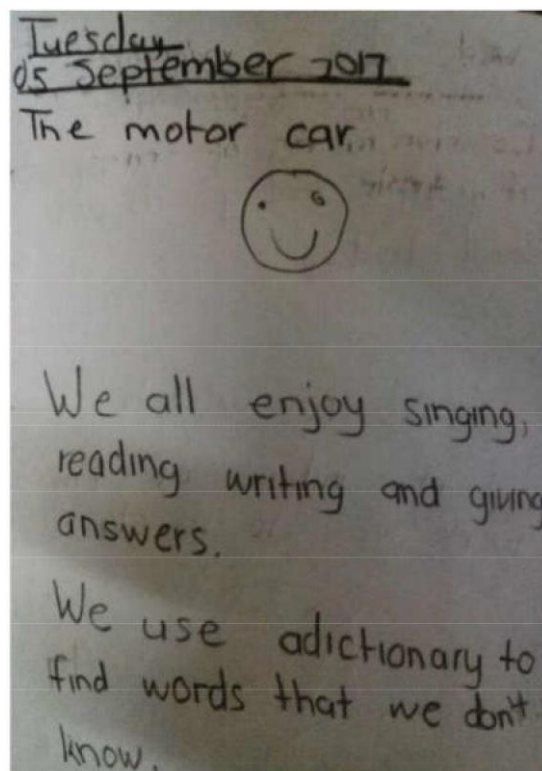 Tuesday
05 September 2017
The motor car
We all enjoy singing,
reading writing and giving
answers.
We use adictionary to
find words that we don't
know.